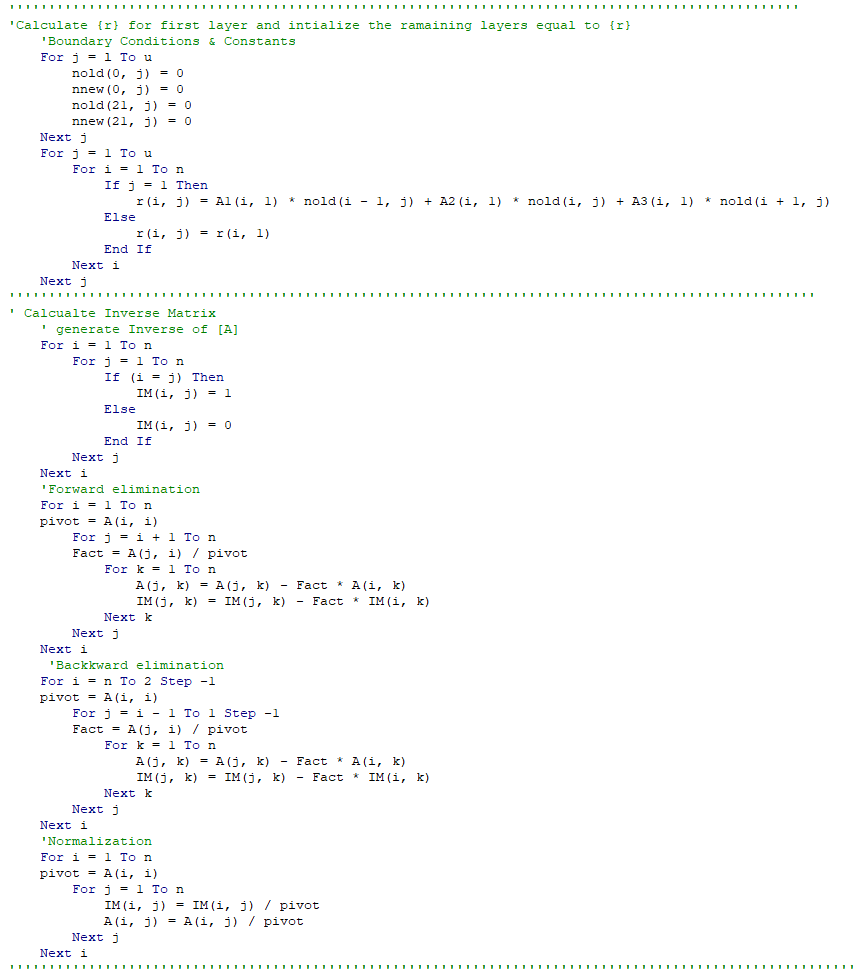 '''''''''''''''''''''''''''''''''''''''''''''''''''''''''''''''''''''''''''''''''''''''''''''''''''
'Calculate {r} for first layer and intialize the ramaining layers equal to {r}
    'Boundary Conditions & Constants
    For j = 1 To u
        nold(0, j) = 0
        nnew(0, j) = 0
        nold(21, j) = 0
        nnew(21, j) = 0
    Next j
    For j = 1 To u
        For i = 1 To n
            If j = 1 Then
                r(i, j) = A1(i, 1) * nold(i - 1, j) + A2(i, 1) * nold(i, j) + A3(i, 1) * nold(i + 1, j)
            Else
                r(i, j) = r(i, 1)
            End If
        Next i
    Next j
'''''''''''''''''''''''''''''''''''''''''''''''''''''''''''''''''''''''''''''''''''''''''''''''''''''
' Calcualte Inverse Matrix
    ' generate Inverse of [A]
    For i = 1 To n
        For j = 1 To n
            If (i = j) Then
                IM(i, j) = 1
            Else
                IM(i, j) = 0
            End If
        Next j
    Next i
    'Forward elimination
    For i = 1 To n
    pivot = A(i, i)
        For j = i + 1 To n
        Fact = A(j, i) / pivot
            For k = 1 To n
                A(j, k) = A(j, k) - Fact * A(i, k)
                IM(j, k) = IM(j, k) - Fact * IM(i, k)
            Next k
        Next j
    Next i
     'Backkward elimination
    For i = n To 2 Step -1
    pivot = A(i, i)
        For j = i - 1 To 1 Step -1
        Fact = A(j, i) / pivot
            For k = 1 To n
                A(j, k) = A(j, k) - Fact * A(i, k)
                IM(j, k) = IM(j, k) - Fact * IM(i, k)
            Next k
        Next j
    Next i
    'Normalization
    For i = 1 To n
    pivot = A(i, i)
        For j = 1 To n
            IM(i, j) = IM(i, j) / pivot
            A(i, j) = A(i, j) / pivot
        Next j
    Next i
''''''''''''''''''''''''''''''''''''''''''''''''''''''''''''''''''''''''''''''''''''''''''''''''''''''''''